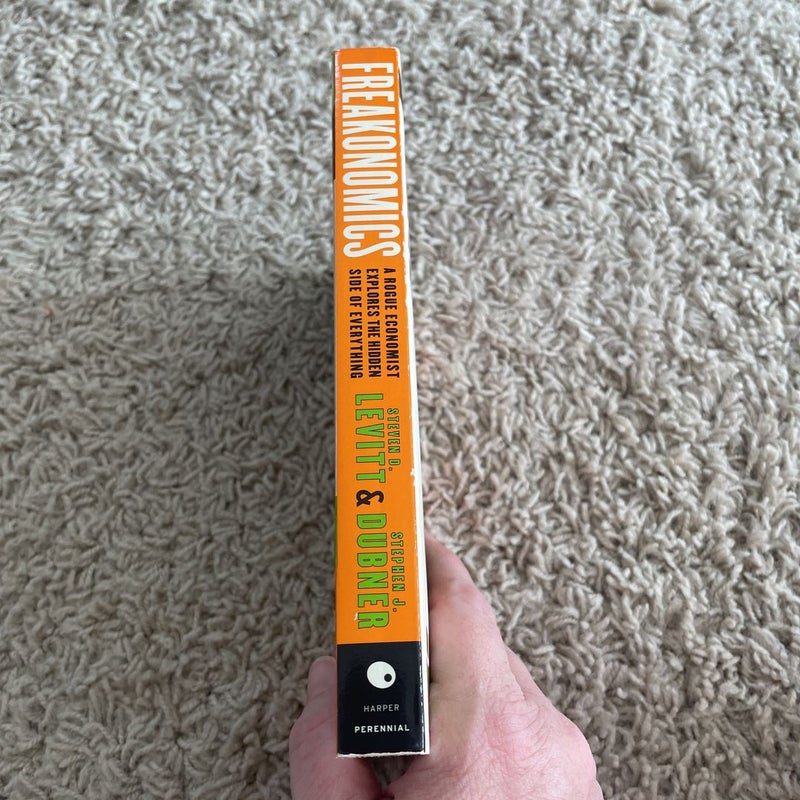 FREAKONOMICS
A ROGUE ECONOMIST
EXPLORES THE HIDDEN
SIDE OF EVERYTHING
STEVEN D.
LEVITT &
STEPHEN J.
DUBNER
HARPER
PERENNIAL